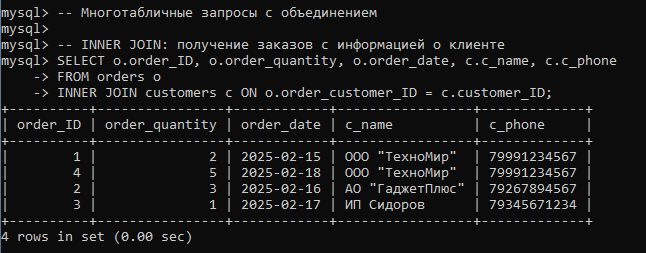 mysql> -- Многотабличные запросы с объединением
mysql>
mysql> -- INNER JOIN: получение заказов с информацией о клиенте
mysql> SELECT o.order_ID, o.order_quantity, o.order_date, c.c_name, c.c_phone
    -> FROM orders o
    -> INNER JOIN customers c ON o.order_customer_ID = c.customer_ID;
+----------+----------------+------------+------------------+-------------+
| order_ID | order_quantity | order_date | c_name           | c_phone     |
+----------+----------------+------------+------------------+-------------+
|        1 |              2 | 2025-02-15 | ООО "ТехноМир"   | 79991234567 |
|        4 |              5 | 2025-02-18 | ООО "ТехноМир"   | 79991234567 |
|        2 |              3 | 2025-02-16 | АО "ГаджетПлюс"  | 79267894567 |
|        3 |              1 | 2025-02-17 | ИП Сидоров       | 79345671234 |
+----------+----------------+------------+------------------+-------------+
4 rows in set (0.00 sec)